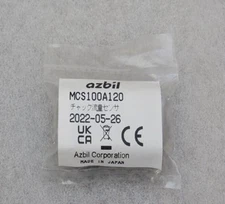 azbil
MCS100A120
チャック流量センサ
2022-05-26
UK
CA CE
Azbil Corporation
MADE IN JAPAN